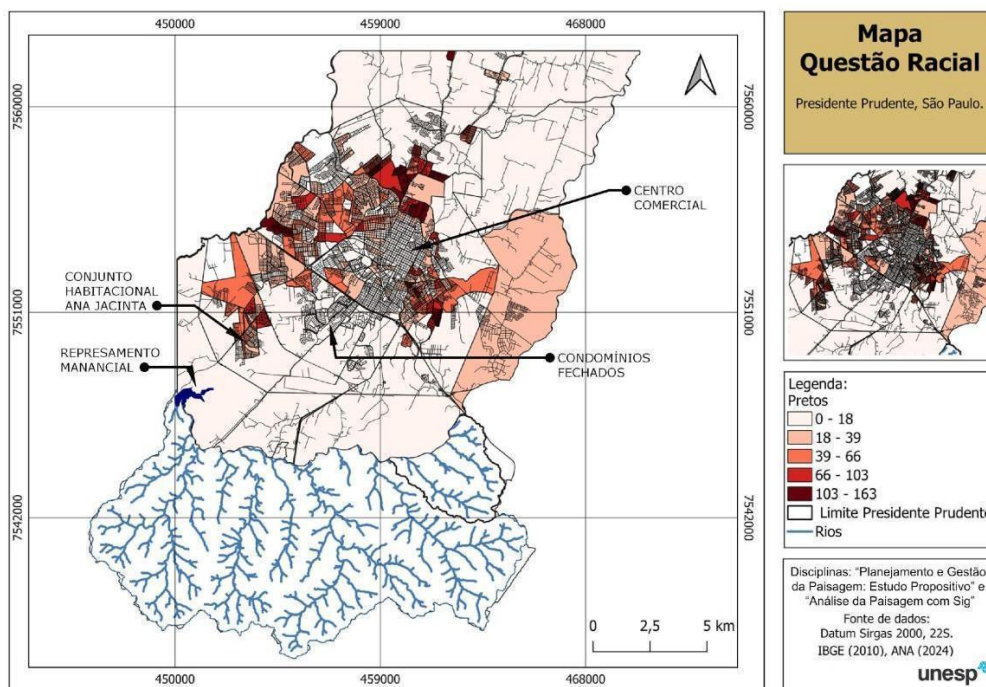 450000
459000
468000
7560000
7560000
7551000
7551000
7542000
7542000
450000
459000
468000
CENTRO
COMERCIAL
CONJUNTO
HABITACIONAL
ANA JACINTA
REPRESAMENTO
MANANCIAL
CONDOMÍNIOS
FECHADOS
0 2,5 5 km
Mapa
Questão Racial
Presidente Prudente, São Paulo.
Legenda:
Pretos
0 - 18
18 - 39
39 - 66
66 - 103
103 - 163
Limite Presidente Prudente
Rios
Disciplinas: "Planejamento e Gestão
da Paisagem: Estudo Propositivo" e
"Análise da Paisagem com Sig"
Fonte de dados:
Datum Sirgas 2000, 22S.
IBGE (2010), ANA (2024)
unesp